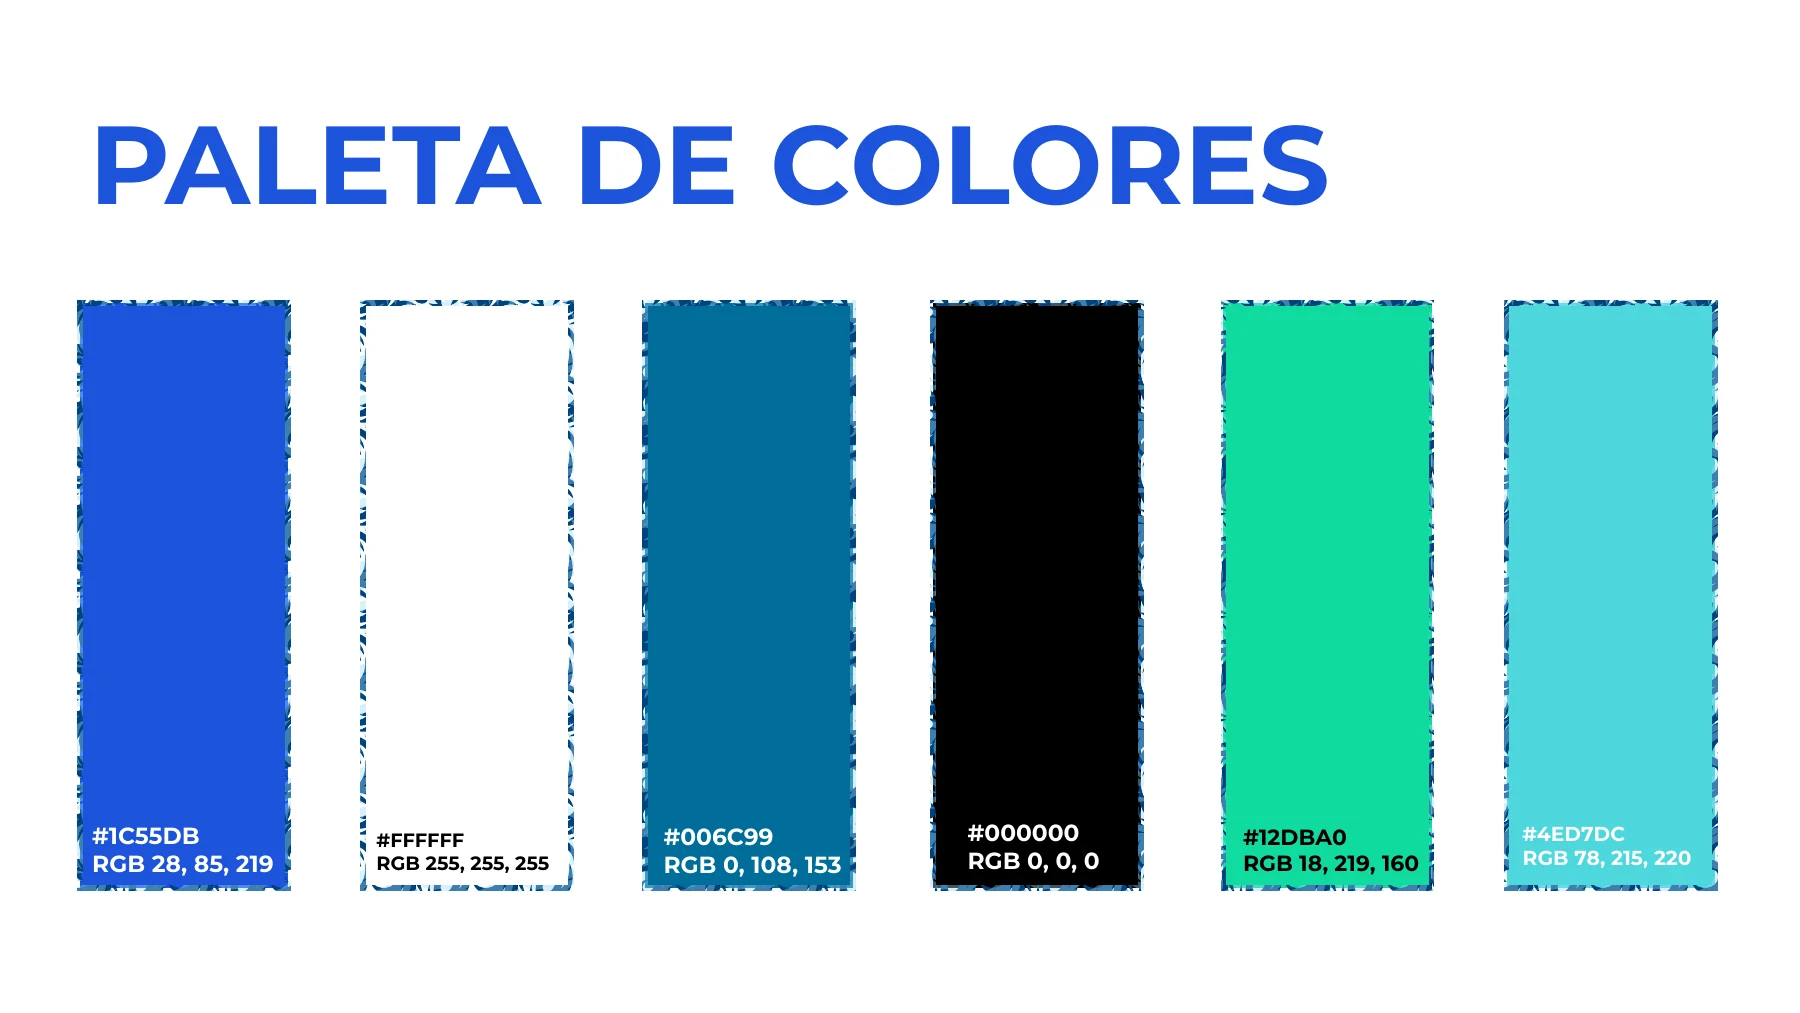 PALETA DE COLORES
#1C55DB
RGB 28, 85, 219
#FFFFFF
RGB 255, 255, 255
#006C99
RGB 0, 108, 153
#000000
RGB 0, 0, 0
#12DBA0
RGB 18, 219, 160
#4ED7DC
RGB 78, 215, 220